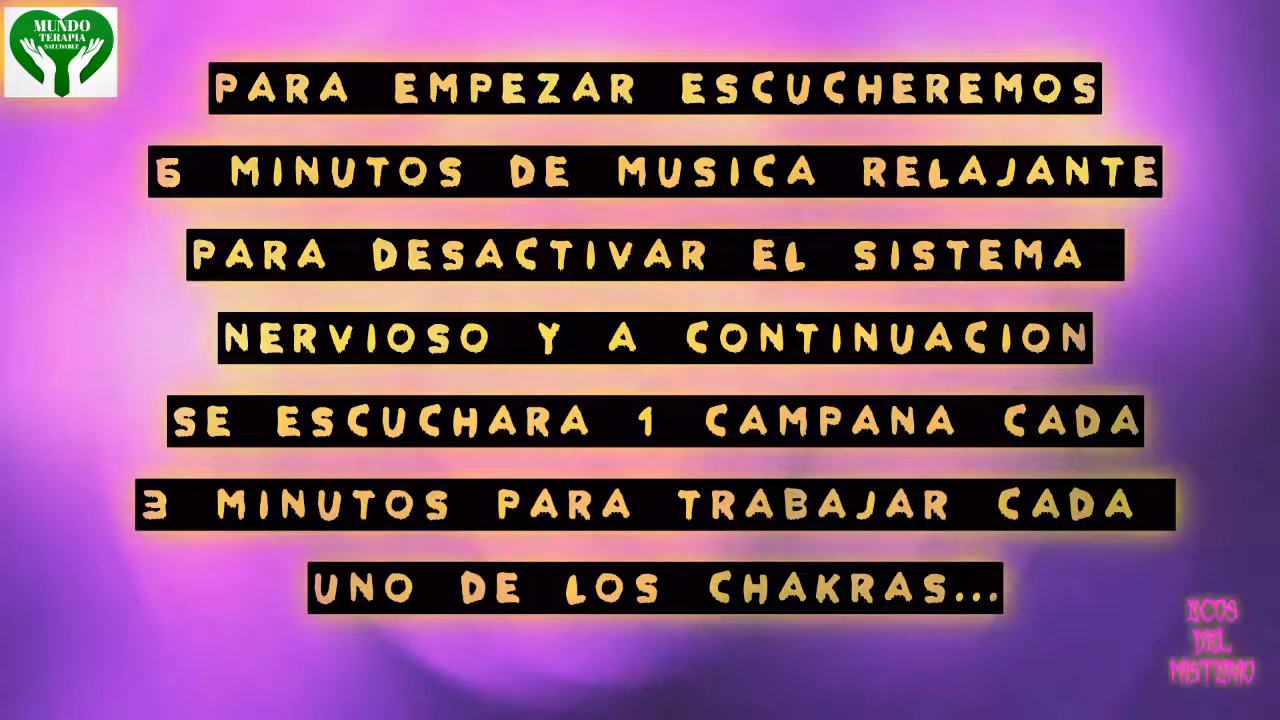 MUNDO
TERAPIA
SALUDABLE
PARA EMPEZAR ESCUCHEREMOS
6 MINUTOS DE MUSICA RELAJANTE
PARA DESACTIVAR EL SISTEMA
NERVIOSO Y A CONTINUACION
SE ESCUCHARA 1 CAMPANA CADA
3 MINUTOS PARA TRABAJAR CADA
UNO DE LOS CHAKRAS...
ECOS
DEL
MISTERIO